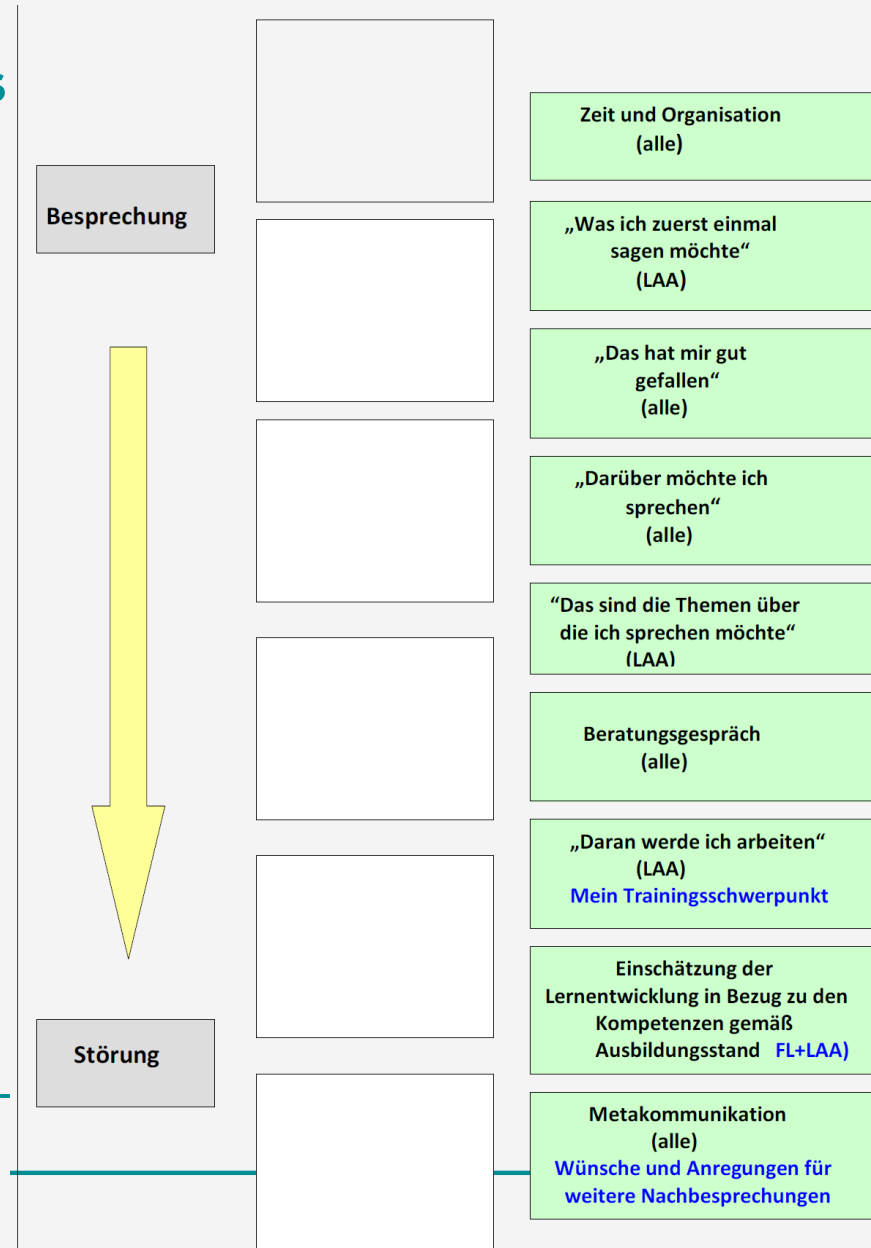 s
Besprechung
Störung
Zeit und Organisation
(alle)
„Was ich zuerst einmal
sagen möchte“
(LAA)
„Das hat mir gut
gefallen“
(alle)
„Darüber möchte ich
sprechen“
(alle)
“Das sind die Themen über
die ich sprechen möchte“
(LAA)
Beratungsgespräch
(alle)
„Daran werde ich arbeiten“
(LAA)
Mein Trainingsschwerpunkt
Einschätzung der
Lernentwicklung in Bezug zu den
Kompetenzen gemäß
Ausbildungsstand FL+LAA)
Metakommunikation
(alle)
Wünsche und Anregungen für
weitere Nachbesprechungen